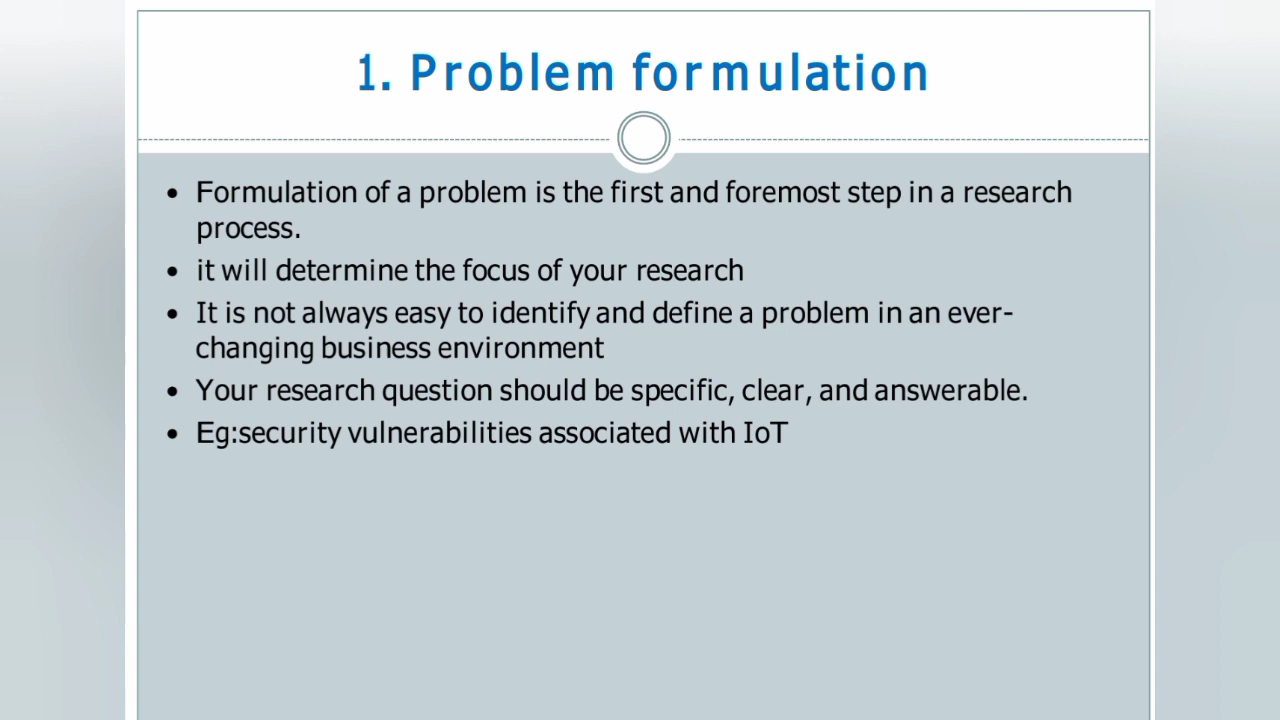 1. Problem formulation
• Formulation of a problem is the first and foremost step in a research
process.
• it will determine the focus of your research
• It is not always easy to identify and define a problem in an ever-
changing business environment
• Your research question should be specific, clear, and answerable.
• Eg:security vulnerabilities associated with IoT